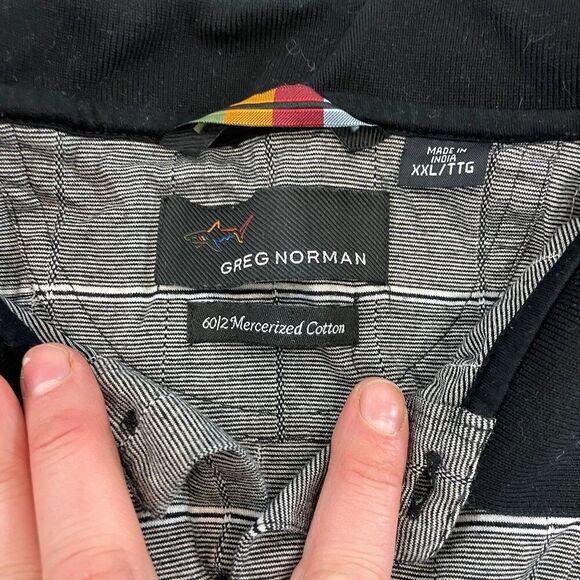 MADE IN
INDIA
XXL/TTG
GREG NORMAN
60/2 Mercerized Cotton